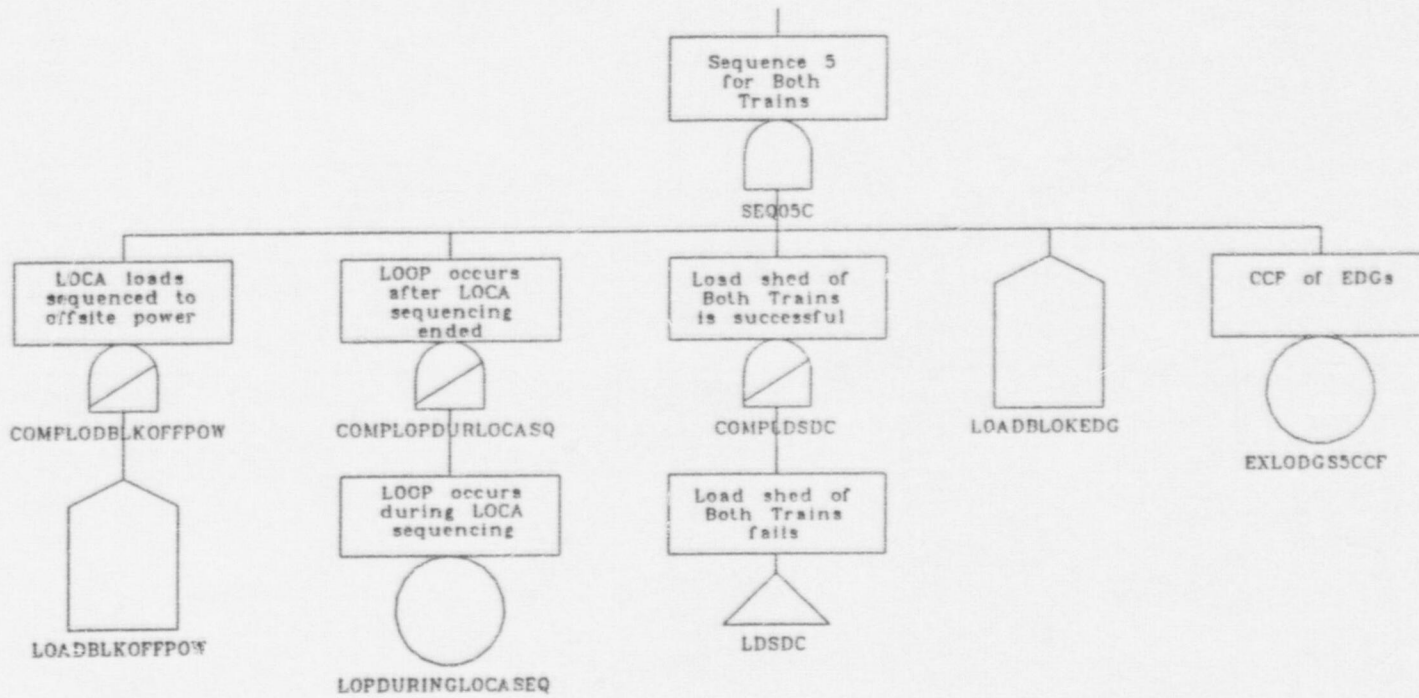 Sequence 5
for Both
Trains
SEQ05C
LOCA loads
sequenced to
offsite power
COMPLODBLKOFFPOW
LOADBLKOFFPOW
LOOP occurs
after LOCA
sequencing
ended
COMPLOPDURLOCASQ
LOOP occurs
during LOCA
sequencing
LOPDURINGLOCASEQ
Load shed of
Both Trains
is successful
COMPLDSDC
Load shed of
Both Trains
fails
LDSDC
LOADBLOKEDG
CCF of EDGs
EXLODGS5CCF